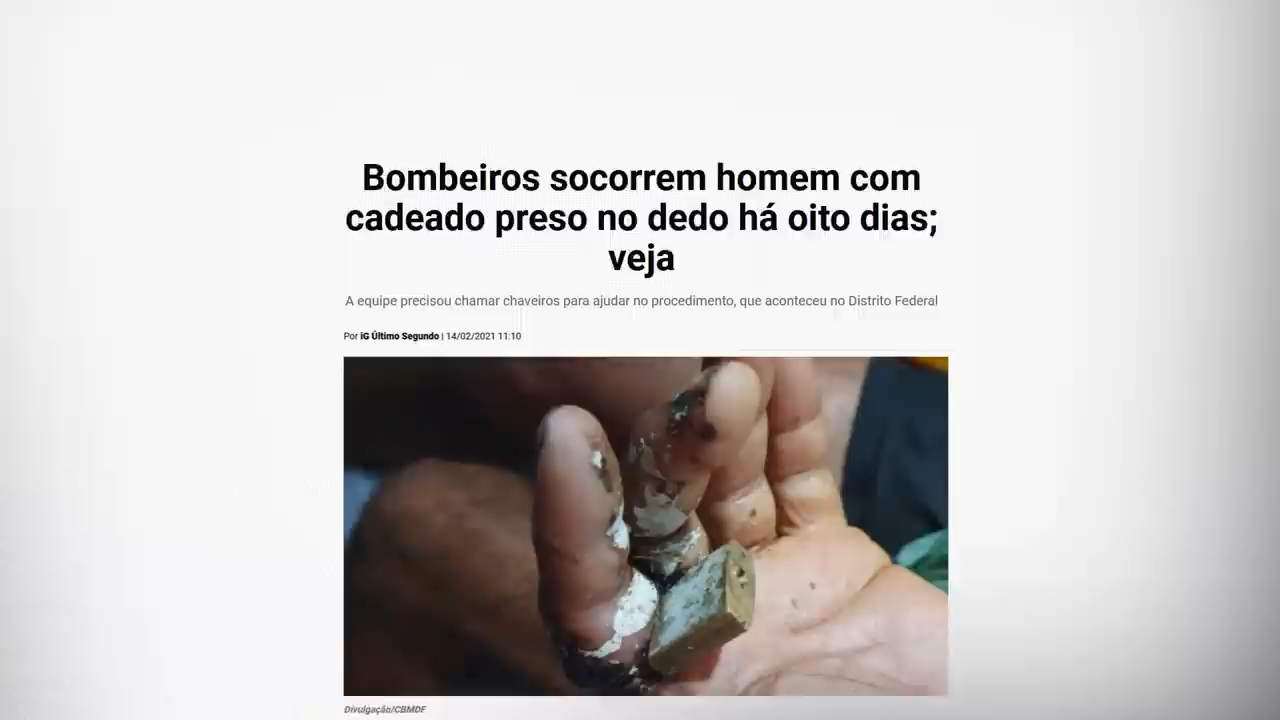 Bombeiros socorrem homem com
cadeado preso no dedo há oito dias;
veja
A equipe precisou chamar chaveiros para ajudar no procedimento, que aconteceu no Distrito Federal
Por iG Último Segundo | 14/02/2021 11:10
Divulgação/CBMDF